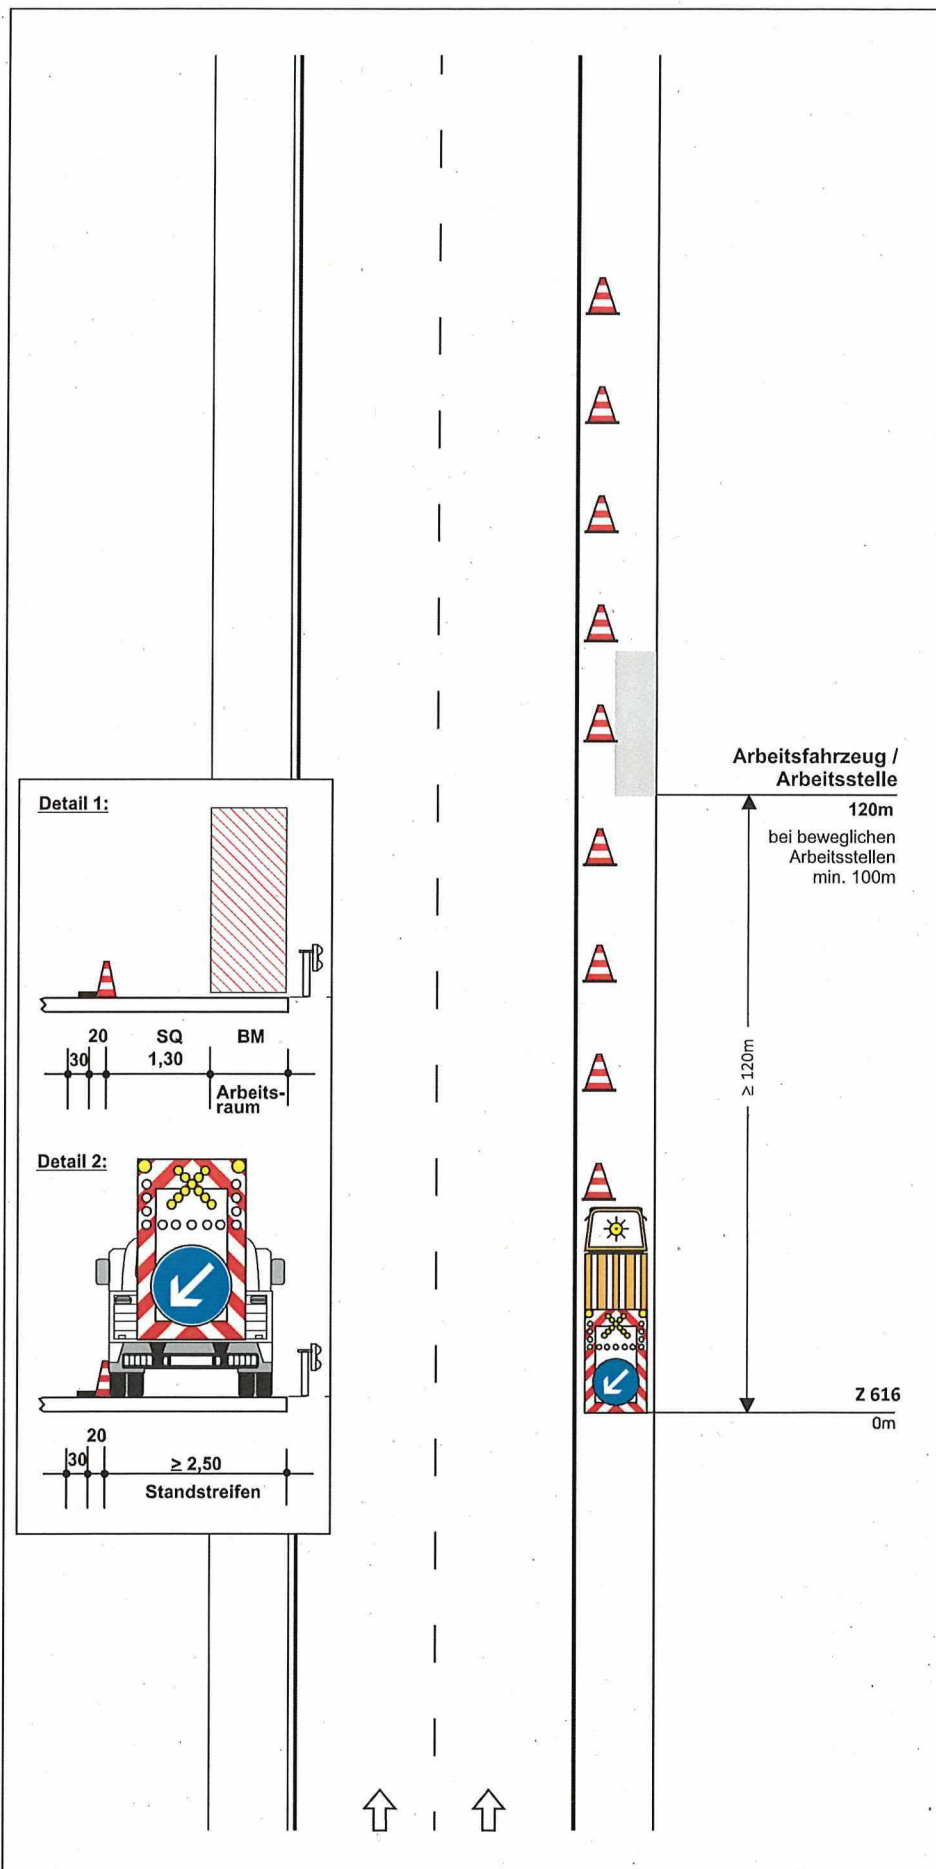 Arbeitsfahrzeug /
Arbeitsstelle
120m
bei beweglichen
Arbeitsstellen
min. 100m
≥ 120m
Z 616
0m
Detail 1:
20 SQ BM
30 1,30
Arbeits-
raum
Detail 2:
20
30 ≥ 2,50
Standstreifen